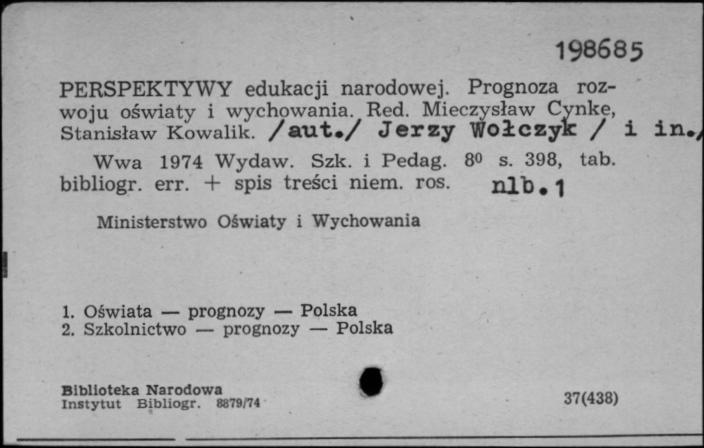 198685
PERSPEKTYWY edukacji narodowej. Prognoza roz-
woju oświaty i wychowania. Red. Mieczysław Cynke,
Stanisław Kowalik. /aut./ Jerzy Wołczyk / i in./
Wwa 1974 Wydaw. Szk. i Pedag. 8⁰ s. 398, tab.
bibliogr. err. + spis treści niem. ros. nlb.1
Ministerstwo Oświaty i Wychowania
1. Oświata — prognozy — Polska
2. Szkolnictwo — prognozy — Polska
Biblioteka Narodowa
Instytut Bibliogr. 8879/74
37(438)